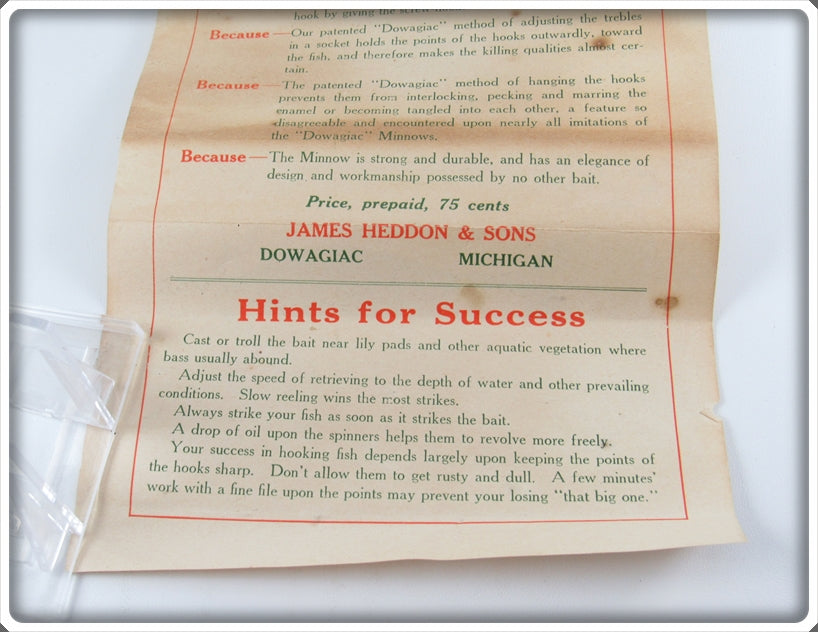 hook by giving the screw
Because — Our patented "Dowagiac" method of adjusting the trebles
in a socket holds the points of the hooks outwardly, toward
the fish, and therefore makes the killing qualities almost cer-
tain.
Because — The patented "Dowagiac" method of hanging the hooks
prevents them from interlocking, pecking and marring the
enamel or becoming tangled into each other, a feature so
disagreeable and encountered upon nearly all imitations of
the "Dowagiac" Minnows.
Because — The Minnow is strong and durable, and has an elegance of
design and workmanship possessed by no other bait.
Price, prepaid, 75 cents
JAMES HEDDON & SONS
DOWAGIAC MICHIGAN
Hints for Success
Cast or troll the bait near lily pads and other aquatic vegetation where
bass usually abound.
Adjust the speed of retrieving to the depth of water and other prevailing
conditions. Slow reeling wins the most strikes.
Always strike your fish as soon as it strikes the bait.
A drop of oil upon the spinners helps them to revolve more freely.
Your success in hooking fish depends largely upon keeping the points of
the hooks sharp. Don't allow them to get rusty and dull. A few minutes'
work with a fine file upon the points may prevent your losing "that big one."